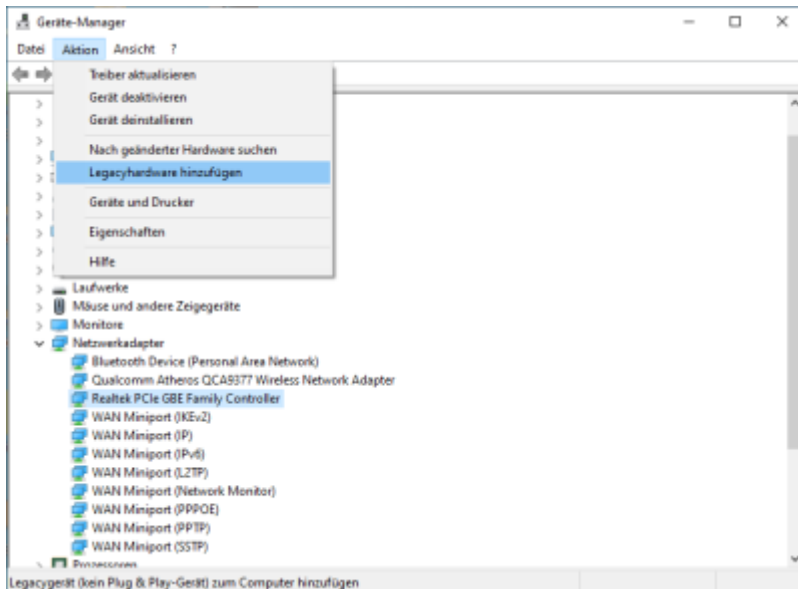 Geräte-Manager
Datei Aktion Ansicht ?
Treiber aktualisieren
Gerät deaktivieren
Gerät deinstallieren
Nach geänderter Hardware suchen
Legacyhardware hinzufügen
Geräte und Drucker
Eigenschaften
Hilfe
Laufwerke
Mäuse und andere Zeigegeräte
Monitore
Netzwerkadapter
Bluetooth Device (Personal Area Network)
Qualcomm Atheros QCA9377 Wireless Network Adapter
Realtek PCIe GBE Family Controller
WAN Miniport (IKEv2)
WAN Miniport (IP)
WAN Miniport (IPv6)
WAN Miniport (L2TP)
WAN Miniport (Network Monitor)
WAN Miniport (PPPOE)
WAN Miniport (PPTP)
WAN Miniport (SSTP)
Prozessoren
Legacygerät (kein Plug & Play-Gerät) zum Computer hinzufügen